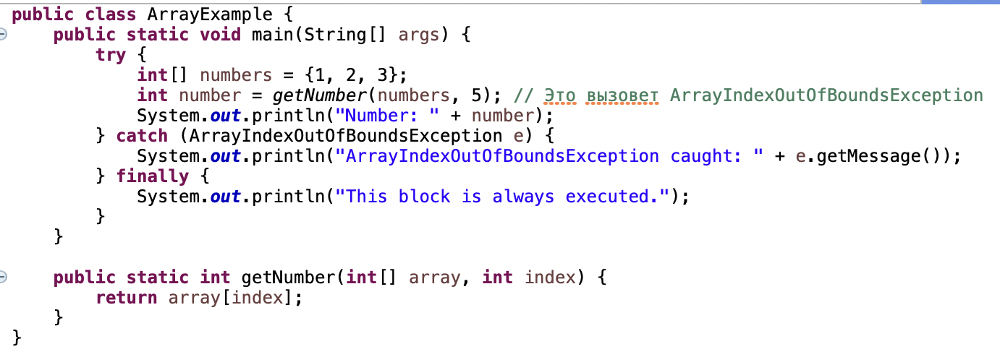 public class ArrayExample {
    public static void main(String[] args) {
        try {
            int[] numbers = {1, 2, 3};
            int number = getNumber(numbers, 5); // Это вызовет ArrayIndexOutOfBoundsException
            System.out.println("Number: " + number);
        } catch (ArrayIndexOutOfBoundsException e) {
            System.out.println("ArrayIndexOutOfBoundsException caught: " + e.getMessage());
        } finally {
            System.out.println("This block is always executed.");
        }
    }

    public static int getNumber(int[] array, int index) {
        return array[index];
    }
}